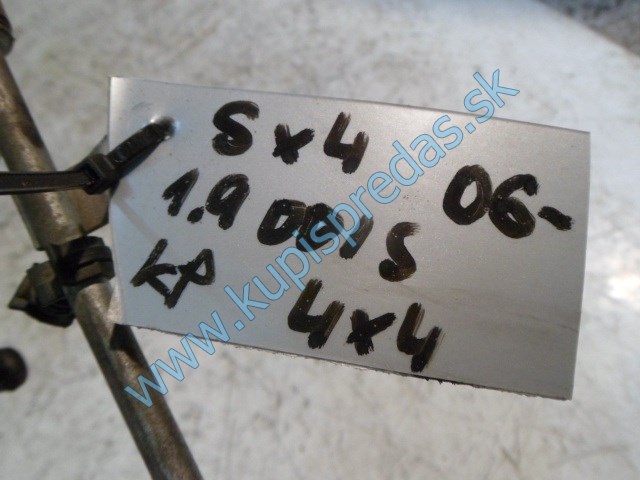 SX4 06-
1.9 DDIS
KP 4x4
www.kupispredas.sk